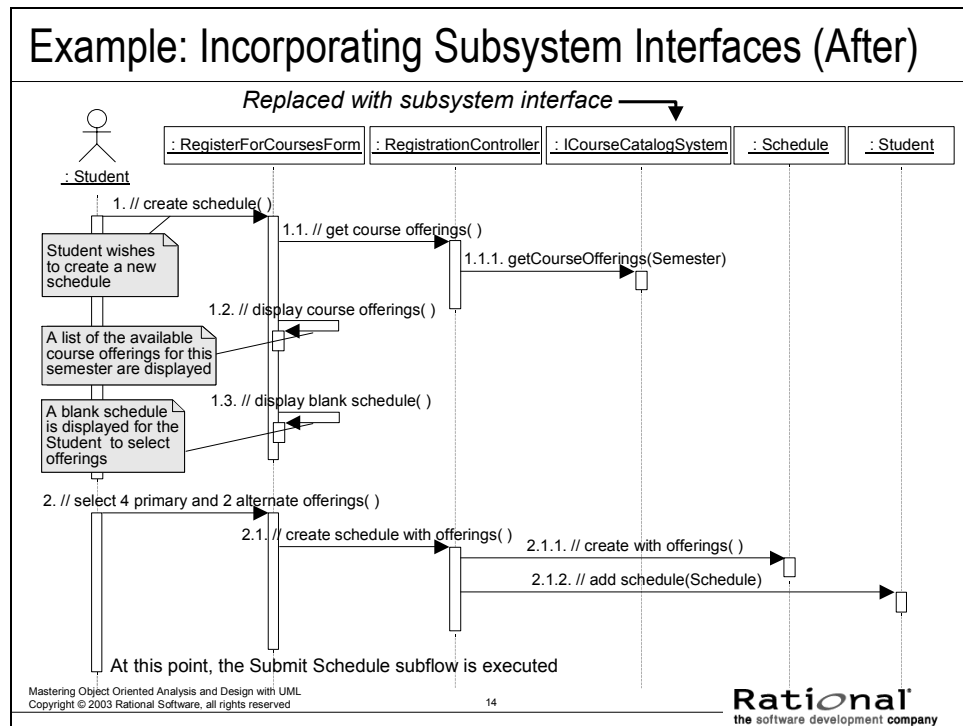 Example: Incorporating Subsystem Interfaces (After)
Replaced with subsystem interface
: Student
: RegisterForCoursesForm
: RegistrationController
: ICourseCatalogSystem
: Schedule
: Student
1. // create schedule( )
1.1. // get course offerings( )
Student wishes
to create a new
schedule
1.1.1. getCourseOfferings(Semester)
1.2. // display course offerings( )
A list of the available
course offerings for this
semester are displayed
1.3. // display blank schedule( )
A blank schedule
is displayed for the
Student to select
offerings
2. // select 4 primary and 2 alternate offerings( )
2.1. // create schedule with offerings( )
2.1.1. // create with offerings( )
2.1.2. // add schedule(Schedule)
At this point, the Submit Schedule subflow is executed
Mastering Object Oriented Analysis and Design with UML
Copyright © 2003 Rational Software, all rights reserved
14
Rational
the software development company